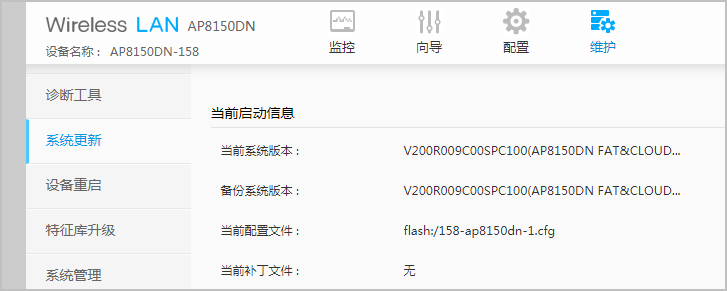 Wireless LAN AP8150DN
设备名称： AP8150DN-158
监控 向导 配置 维护
诊断工具
系统更新
设备重启
特征库升级
系统管理
当前启动信息
当前系统版本： V200R009C00SPC100(AP8150DN FAT&CLOUD...
备份系统版本： V200R009C00SPC100(AP8150DN FAT&CLOUD...
当前配置文件： flash:/158-ap8150dn-1.cfg
当前补丁文件： 无